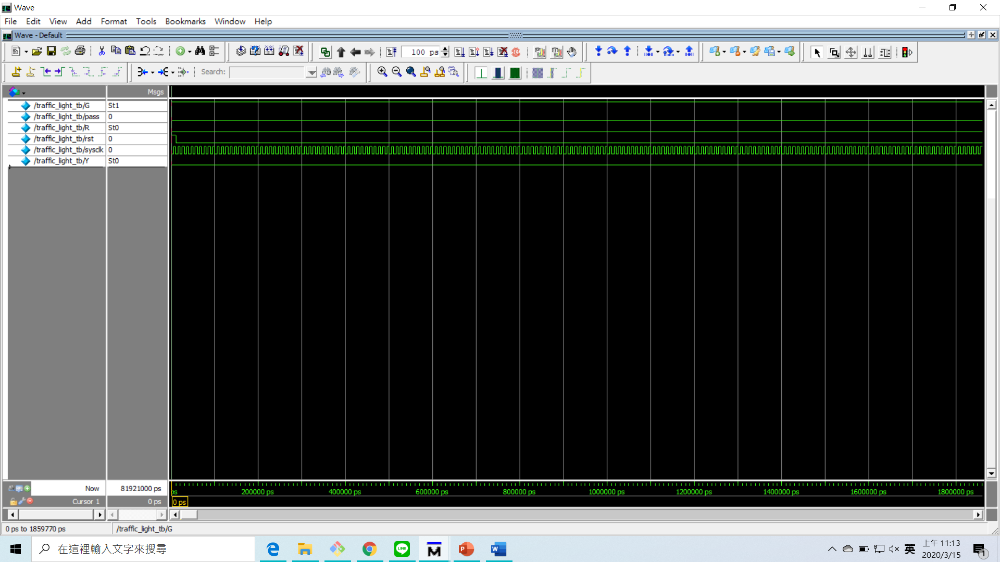 Wave
File Edit View Add Format Tools Bookmarks Window Help
Wave - Default
100 ps
Search:
Msgs
/traffic_light_tb/G St1
/traffic_light_tb/pass 0
/traffic_light_tb/R St0
/traffic_light_tb/rst 0
/traffic_light_tb/sysclk 0
/traffic_light_tb/Y St0
Now 81921000 ps
ps 200000 ps 400000 ps 600000 ps 800000 ps 1000000 ps 1200000 ps 1400000 ps 1600000 ps 1800000 ps
Cursor 1 0 ps 0 ps
0 ps to 1859770 ps /traffic_light_tb/G
在這裡輸入文字來搜尋
LINE
M
P
W
英
上午 11:13
2020/3/15
1